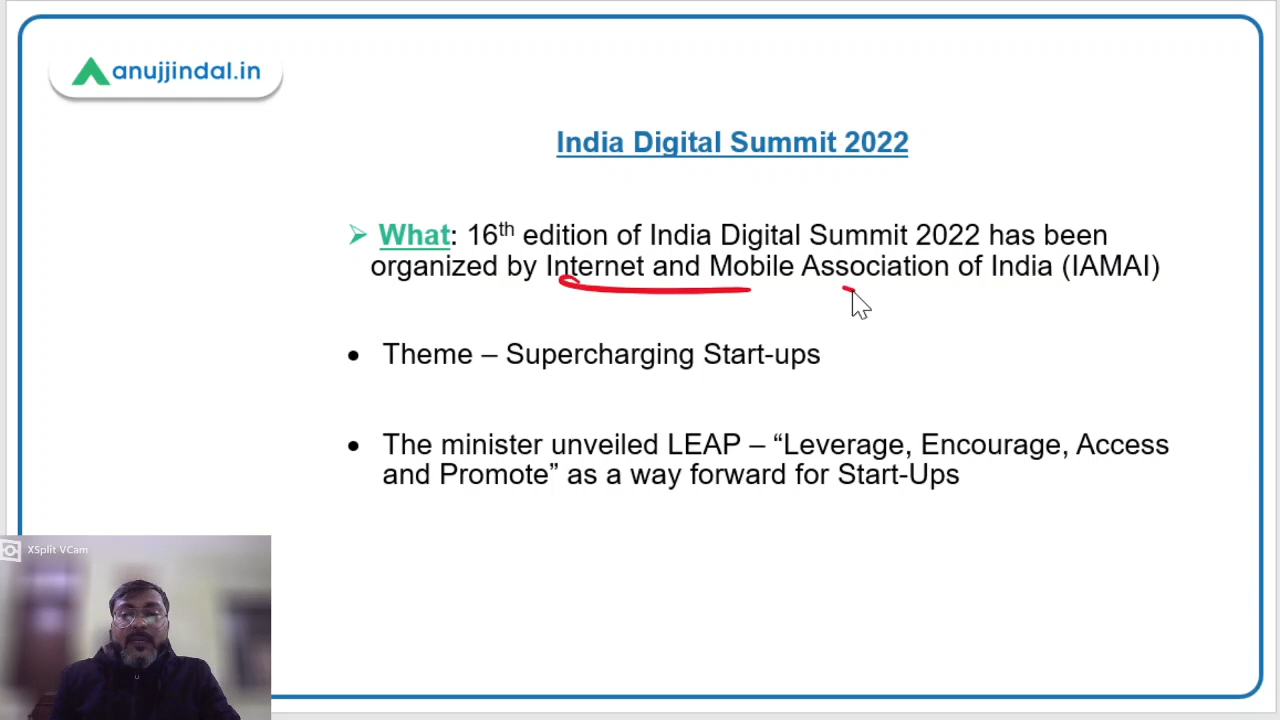 anujjindal.in
India Digital Summit 2022
➢ What: 16th edition of India Digital Summit 2022 has been
organized by Internet and Mobile Association of India (IAMAI)
• Theme – Supercharging Start-ups
• The minister unveiled LEAP – “Leverage, Encourage, Access
and Promote” as a way forward for Start-Ups
XSplit VCam